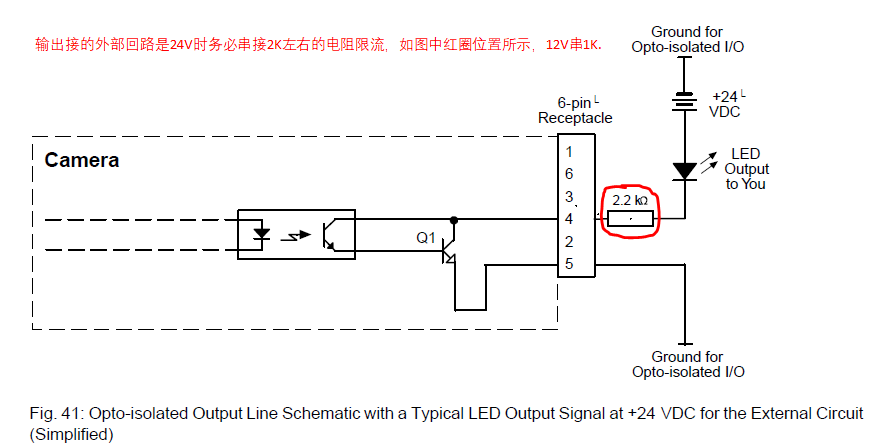 输出接的外部回路是24V时务必串接2K左右的电阻限流，如图中红圈位置所示，12V串1K.
Ground for
Opto-isolated I/O
+24
VDC
6-pin
Receptacle
Camera
1
6
3
4
2
5
LED
Output
to You
2.2 kΩ
Q1
Ground for
Opto-isolated I/O
Fig. 41: Opto-isolated Output Line Schematic with a Typical LED Output Signal at +24 VDC for the External Circuit
(Simplified)